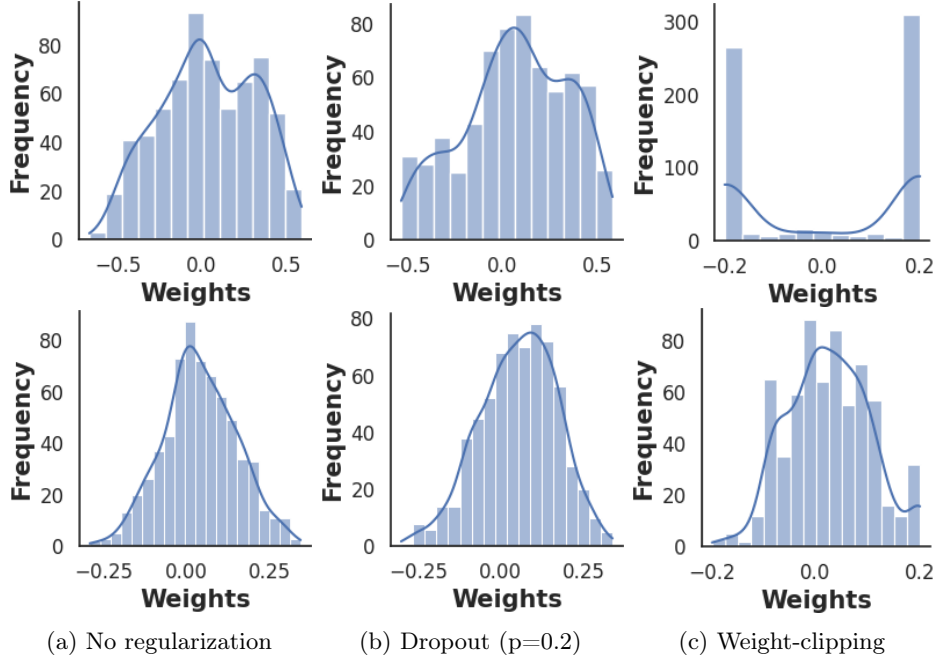 Frequency
80
60
40
20
0
−0.5 0.0 0.5
Weights
Frequency
80
60
40
20
0
−0.5 0.0 0.5
Weights
Frequency
300
200
100
0
−0.2 0.0 0.2
Weights
Frequency
80
60
40
20
0
−0.25 0.00 0.25
Weights
Frequency
80
60
40
20
0
−0.25 0.00 0.25
Weights
Frequency
80
60
40
20
0
−0.2 0.0 0.2
Weights
(a) No regularization
(b) Dropout (p=0.2)
(c) Weight-clipping